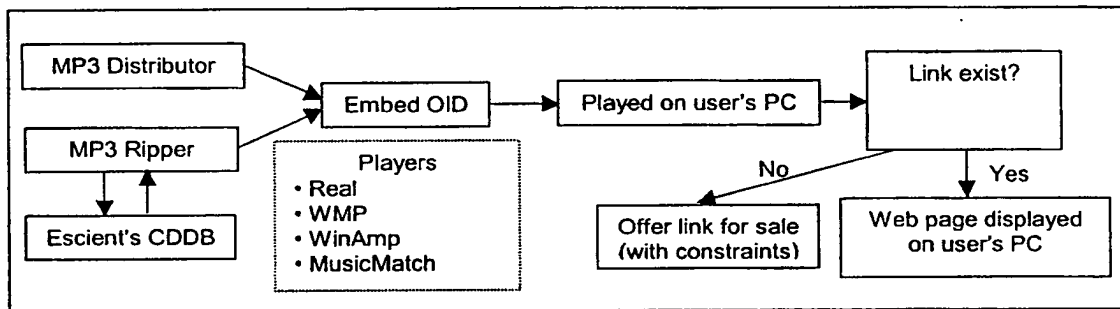 MP3 Distributor
MP3 Ripper
Escient's CDDB
Embed OID
Players
• Real
• WMP
• WinAmp
• MusicMatch
Played on user's PC
Link exist?
No
Yes
Offer link for sale
(with constraints)
Web page displayed
on user's PC